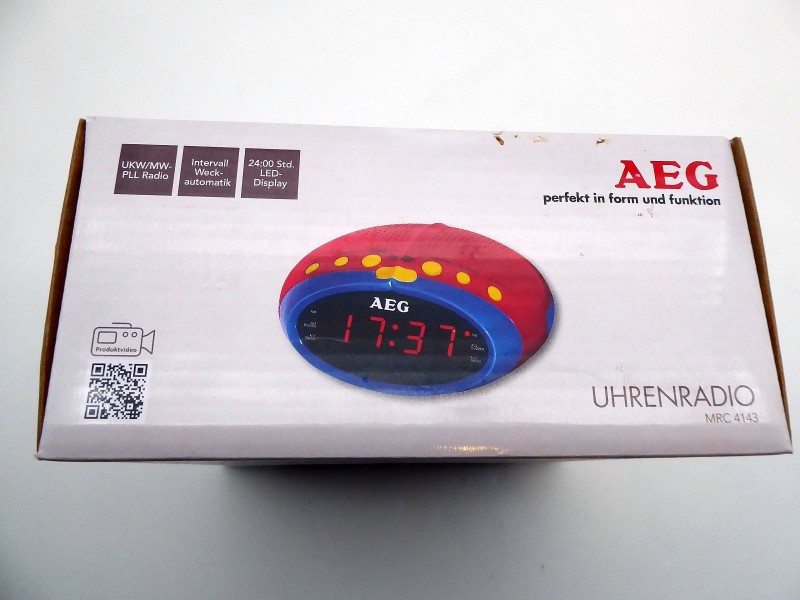 UKW/MW-
PLL Radio
Intervall
Weck-
automatik
24:00 Std.
LED-
Display
AEG
perfekt in form und funktion
AEG
17:37
Produktvideo
UHRENRADIO
MRC 4143